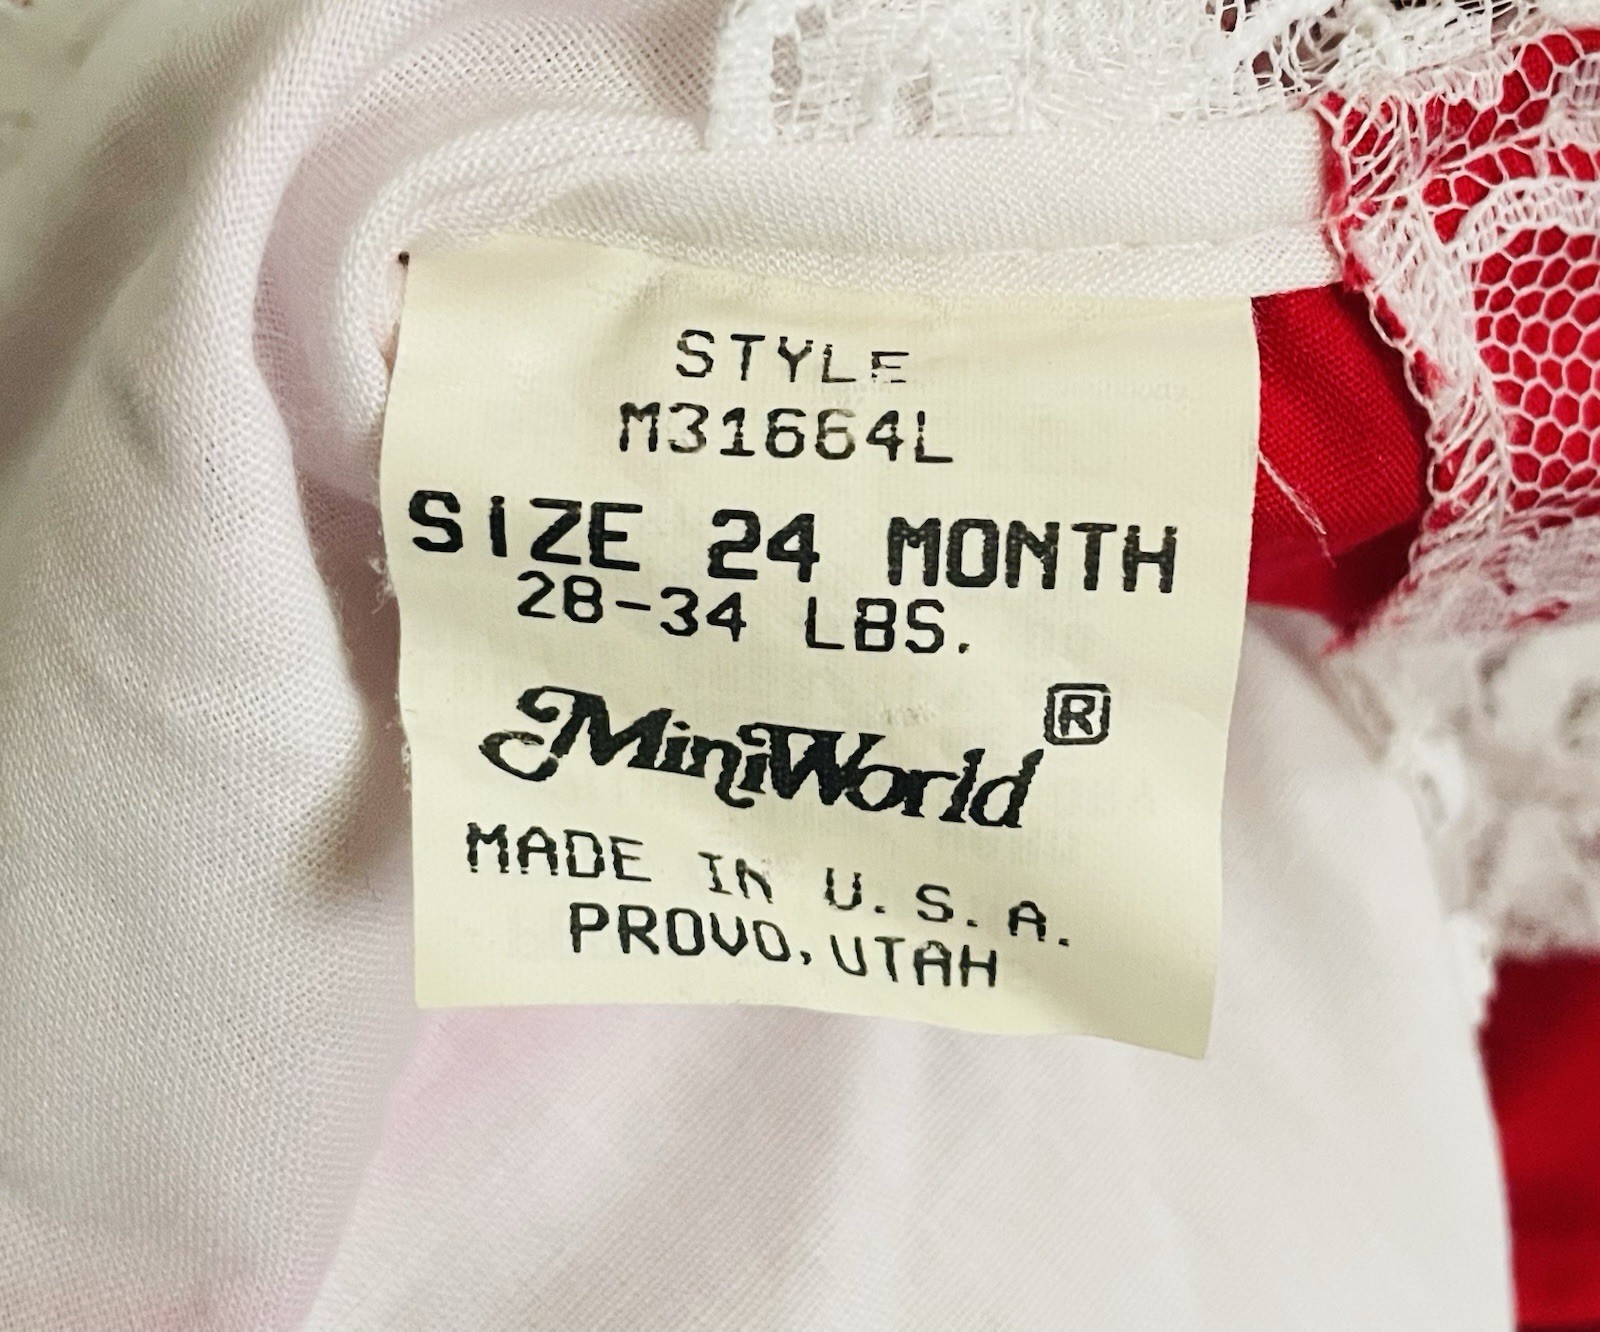 STYLE
M31664L
SIZE 24 MONTH
28-34 LBS.
MiniWorld ®
MADE IN U.S.A.
PROVO, UTAH